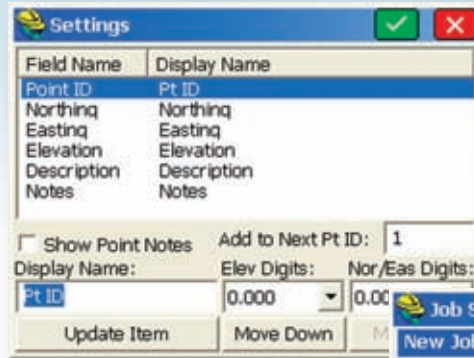 Settings
Field Name Display Name
Point ID Pt ID
Northing Northing
Easting Easting
Elevation Elevation
Description Description
Notes Notes
Show Point Notes Add to Next Pt ID: 1
Display Name: Elev Digits: Nor/Eas Digits:
Pt ID 0.000
Update Item Move Down
Job
New